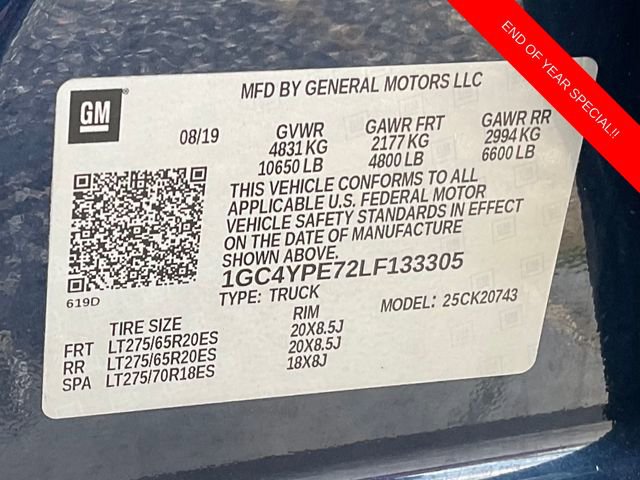 END OF YEAR SPECIAL!!
MFD BY GENERAL MOTORS LLC
GM
08/19
GVWR GAWR FRT GAWR RR
4831 KG 2177 KG 2994 KG
10650 LB 4800 LB 6600 LB
THIS VEHICLE CONFORMS TO ALL
APPLICABLE U.S. FEDERAL MOTOR
VEHICLE SAFETY STANDARDS IN EFFECT
ON THE DATE OF MANUFACTURE
SHOWN ABOVE.
1GC4YPE72LF133305
619D
TYPE: TRUCK MODEL: 25CK20743
TIRE SIZE RIM
FRT LT275/65R20ES 20X8.5J
RR LT275/65R20ES 20X8.5J
SPA LT275/70R18ES 18X8J